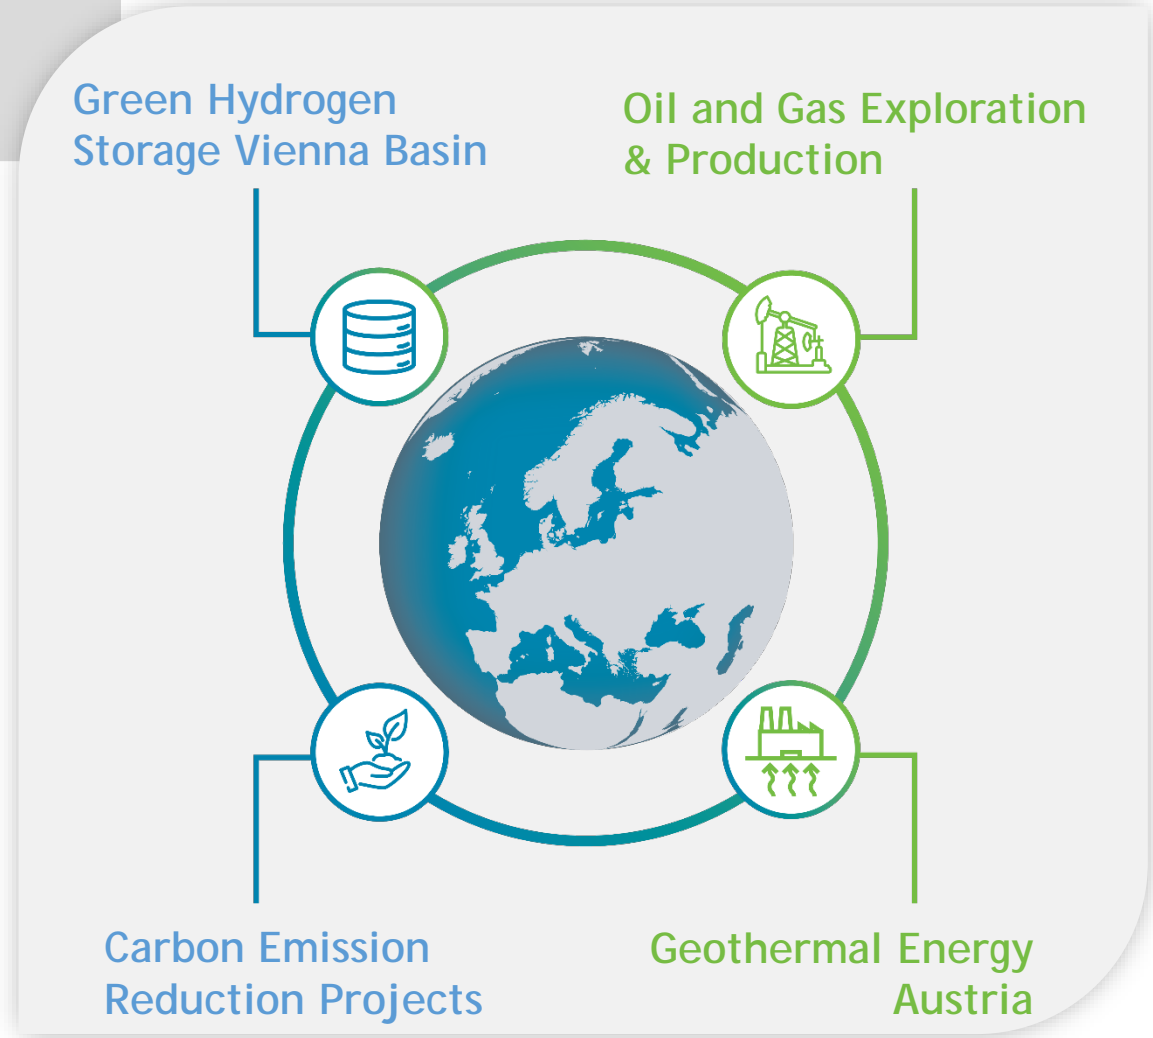 Green Hydrogen
Storage Vienna Basin
Oil and Gas Exploration
& Production
Carbon Emission
Reduction Projects
Geothermal Energy
Austria